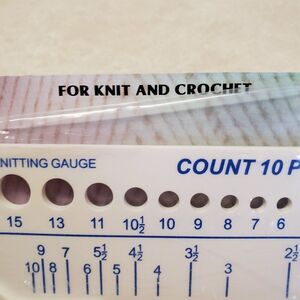 FOR KNIT AND CROCHET
NITTING GAUGE COUNT 10 P
15 13 11 10½ 10 9 8 7 6
9 7 5½ 4½ 3½ 2½
10 8 6 5 4 3